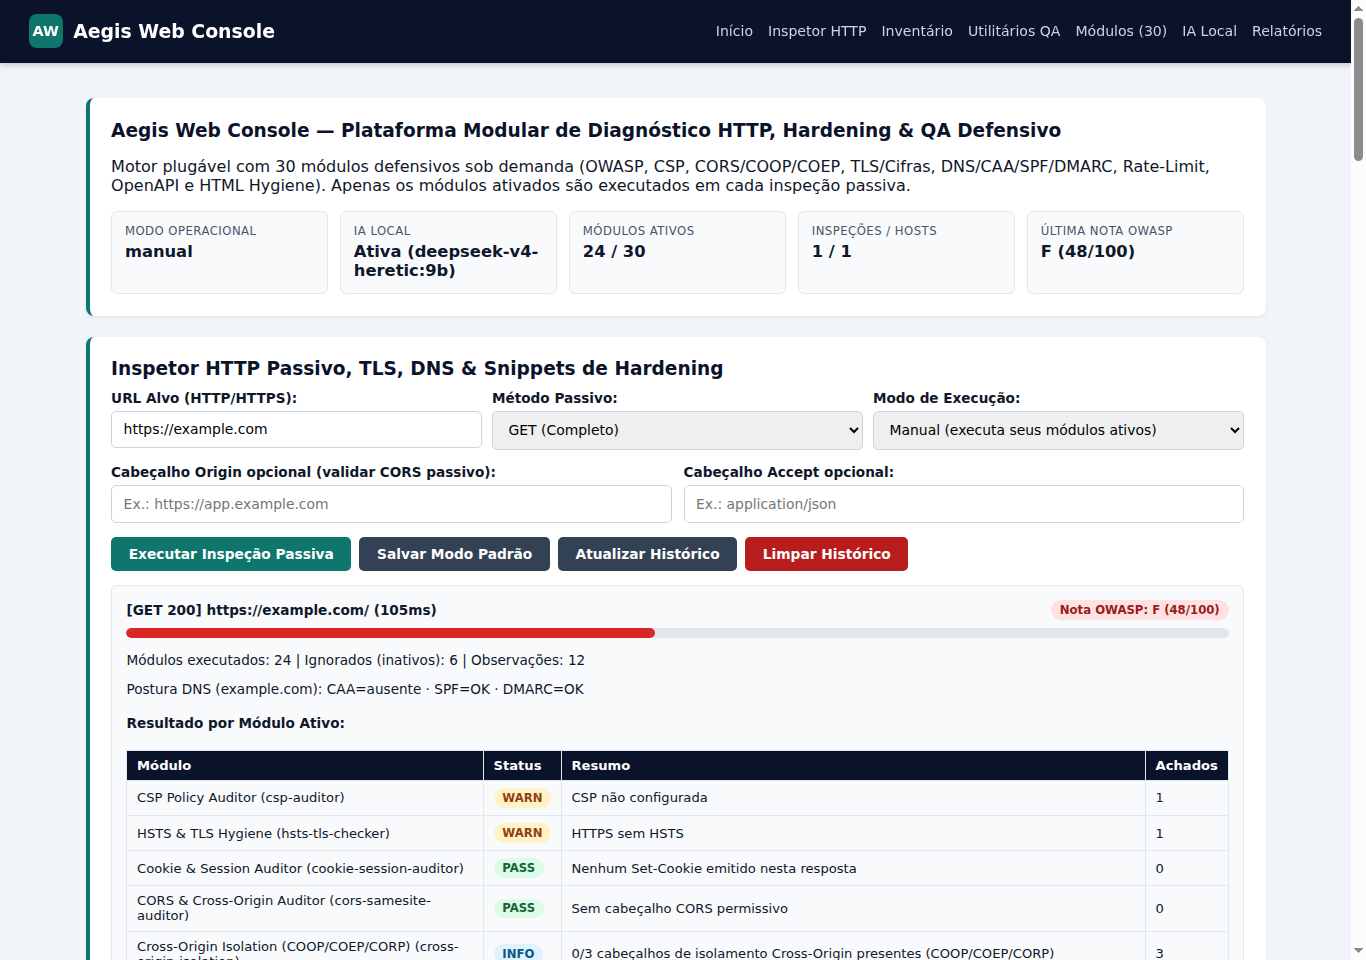 AW Aegis Web Console
Início Inspetor HTTP Inventário Utilitários QA Módulos (30) IA Local Relatórios
Aegis Web Console — Plataforma Modular de Diagnóstico HTTP, Hardening & QA Defensivo
Motor plugável com 30 módulos defensivos sob demanda (OWASP, CSP, CORS/COOP/COEP, TLS/Cifras, DNS/CAA/SPF/DMARC, Rate-Limit,
OpenAPI e HTML Hygiene). Apenas os módulos ativados são executados em cada inspeção passiva.
MODO OPERACIONAL
manual
IA LOCAL
Ativa (deepseek-v4-
heretic:9b)
MÓDULOS ATIVOS
24 / 30
INSPEÇÕES / HOSTS
1 / 1
ÚLTIMA NOTA OWASP
F (48/100)
Inspetor HTTP Passivo, TLS, DNS & Snippets de Hardening
URL Alvo (HTTP/HTTPS):
https://example.com
Método Passivo:
GET (Completo)
Modo de Execução:
Manual (executa seus módulos ativos)
Cabeçalho Origin opcional (validar CORS passivo):
Ex.: https://app.example.com
Cabeçalho Accept opcional:
Ex.: application/json
Executar Inspeção Passiva Salvar Modo Padrão Atualizar Histórico Limpar Histórico
[GET 200] https://example.com/ (105ms) Nota OWASP: F (48/100)
Módulos executados: 24 | Ignorados (inativos): 6 | Observações: 12
Postura DNS (example.com): CAA=ausente · SPF=OK · DMARC=OK
Resultado por Módulo Ativo:
Módulo Status Resumo Achados
CSP Policy Auditor (csp-auditor) WARN CSP não configurada 1
HSTS & TLS Hygiene (hsts-tls-checker) WARN HTTPS sem HSTS 1
Cookie & Session Auditor (cookie-session-auditor) PASS Nenhum Set-Cookie emitido nesta resposta 0
CORS & Cross-Origin Auditor (cors-samesite-
auditor) PASS Sem cabeçalho CORS permissivo 0
Cross-Origin Isolation (COOP/COEP/CORP) (cross-
origin-isolation) INFO 0/3 cabeçalhos de isolamento Cross-Origin presentes (COOP/COEP/CORP) 3